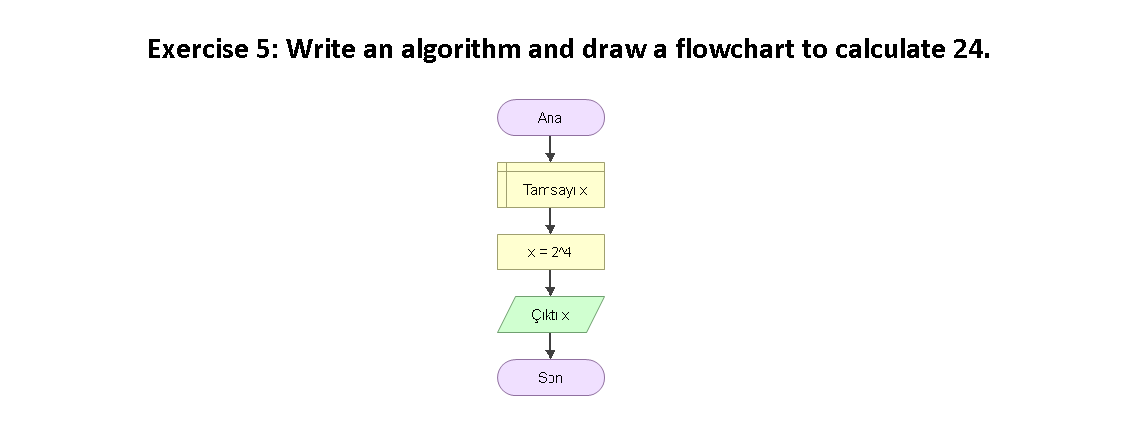 Exercise 5: Write an algorithm and draw a flowchart to calculate 24.
Ana
Tamsayı x
x = 2^4
Çıktı x
Son